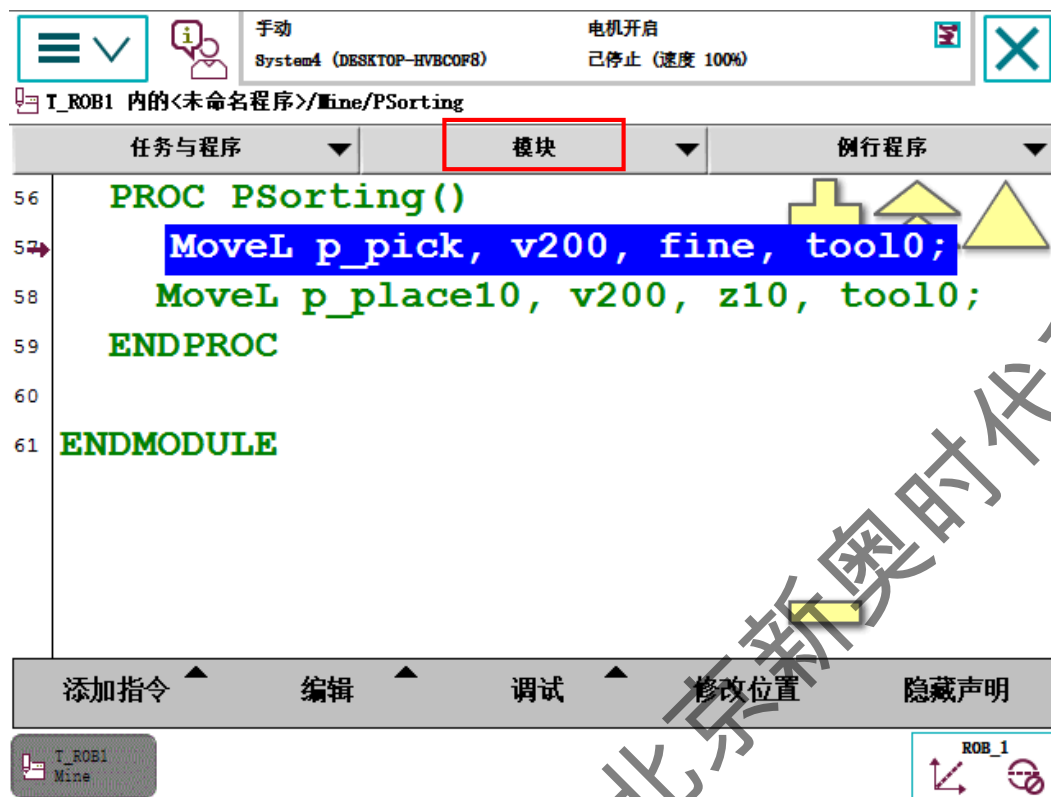 手动 电机开启
System4 (DESKTOP-HVBCOF8) 己停止 (速度 100%)
T_ROB1 内的<未命名程序>/Mine/PSorting
任务与程序 模块 例行程序
56 PROC PSorting()
57 MoveL p_pick, v200, fine, tool0;
58 MoveL p_place10, v200, z10, tool0;
59 ENDPROC
60
61 ENDMODULE
添加指令 编辑 调试 修改位置 隐藏声明
T_ROB1
Mine
ROB_1
北京新奥时代